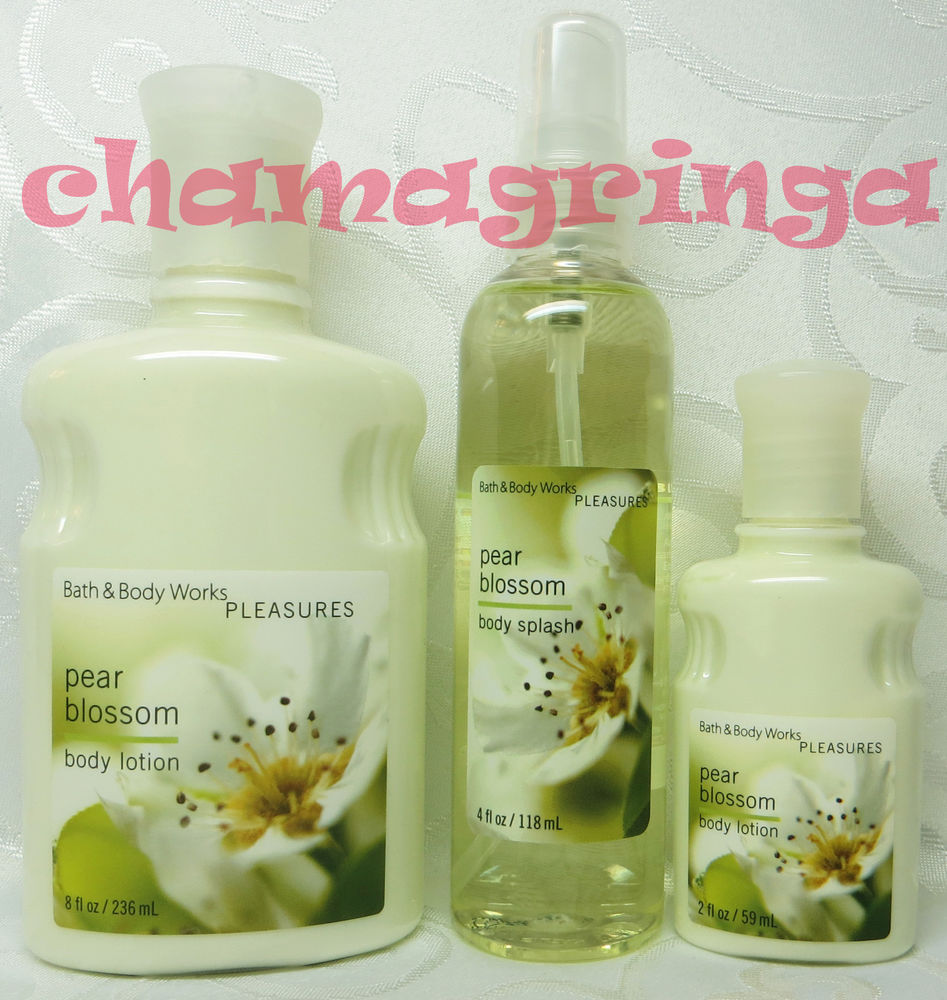 chamagringa
Bath & Body Works
PLEASURES
pear
blossom
body lotion
8 fl oz / 236 mL
Bath & Body Works
PLEASURES
pear
blossom
body splash
4 fl oz / 118 mL
Bath & Body Works
PLEASURES
pear
blossom
body lotion
2 fl oz / 59 mL